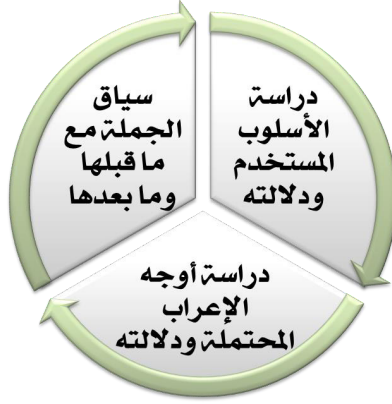 دراسة
الأسلوب
المستخدم
ودلالته
دراسة أوجه
الإعراب
المحتملة ودلالته
سياق
الجملة مع
ما قبلها
وما بعدها